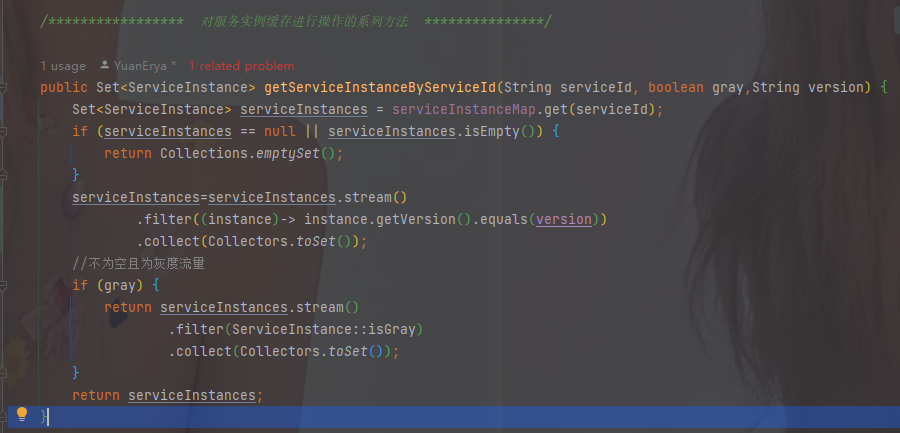 /***************** 对服务实例缓存进行操作的系列方法 ***************/
1 usage YuanErya * 1 related problem
public Set<ServiceInstance> getServiceInstanceByServiceId(String serviceId, boolean gray,String version) {
Set<ServiceInstance> serviceInstances = serviceInstanceMap.get(serviceId);
if (serviceInstances == null || serviceInstances.isEmpty()) {
return Collections.emptySet();
}
serviceInstances=serviceInstances.stream()
.filter((instance)-> instance.getVersion().equals(version))
.collect(Collectors.toSet());
//不为空且为灰度流量
if (gray) {
return serviceInstances.stream()
.filter(ServiceInstance::isGray)
.collect(Collectors.toSet());
}
return serviceInstances;
}